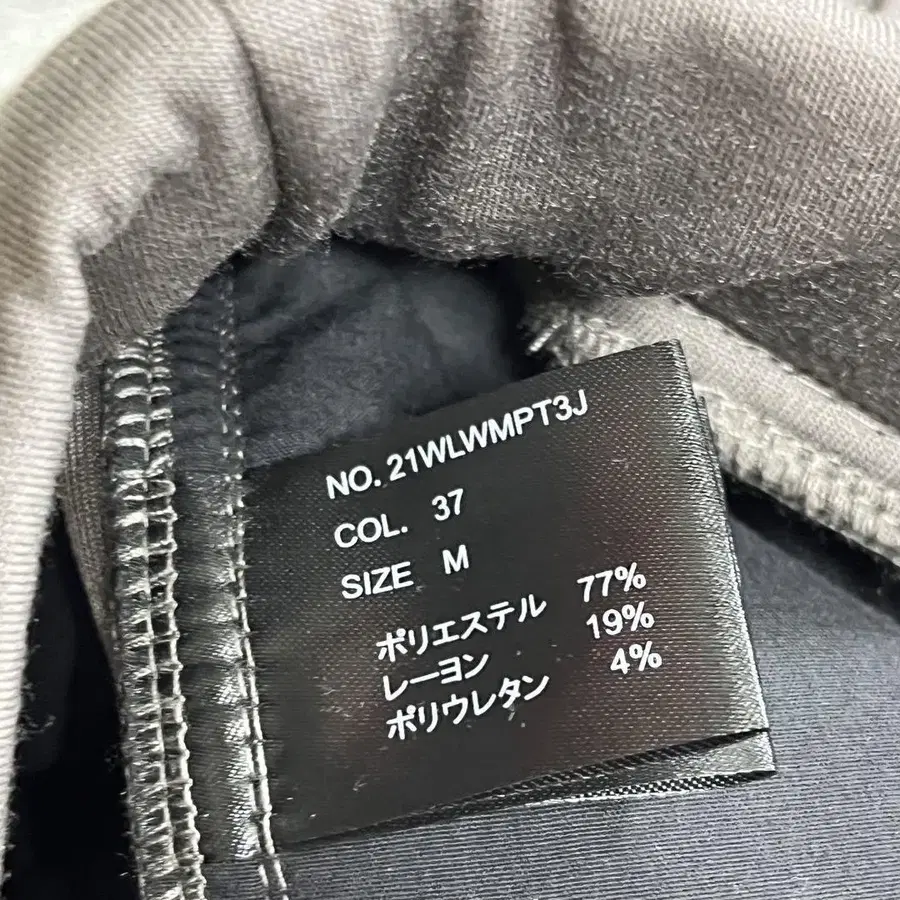 NO. 21WLWMPT3J
COL. 37
SIZE M
ポリエステル 77%
レーヨン 19%
ポリウレタン 4%